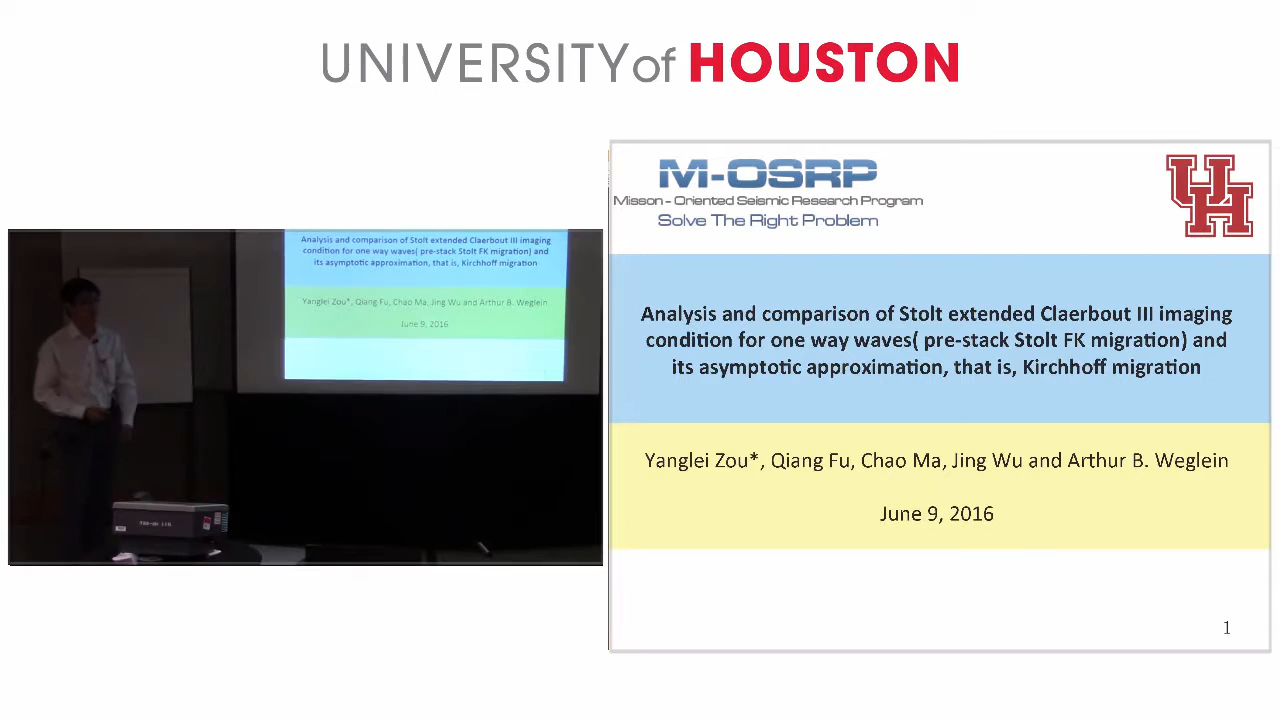 UNIVERSITY of HOUSTON
M-OSRP
Misson - Oriented Seismic Research Program
Solve The Right Problem
UH
Analysis and comparison of Stolt extended Claerbout III imaging
condition for one way waves( pre-stack Stolt FK migration) and
its asymptotic approximation, that is, Kirchhoff migration
Yanglei Zou*, Qiang Fu, Chao Ma, Jing Wu and Arthur B. Weglein
June 9, 2016
1
Analysis and comparison of Stolt extended Claerbout III imaging
condition for one way waves( pre-stack Stolt FK migration) and
its asymptotic approximation, that is, Kirchhoff migration
Yanglei Zou*, Qiang Fu, Chao Ma, Jing Wu and Arthur B. Weglein
June 9, 2016